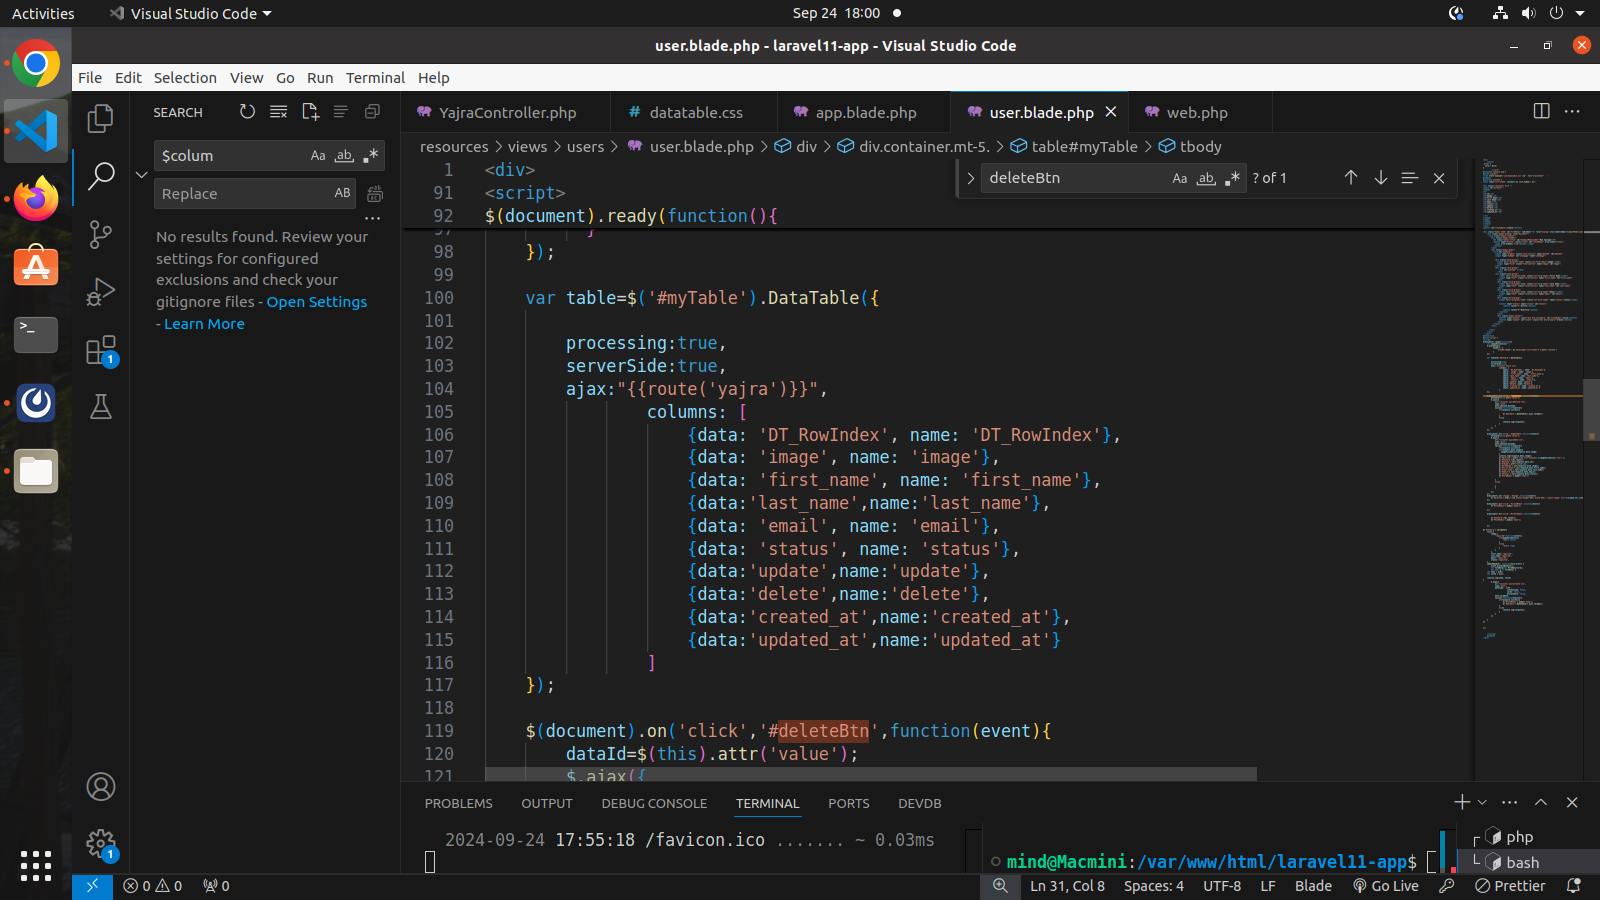 Activities
Visual Studio Code
Sep 24 18:00
user.blade.php - laravel11-app - Visual Studio Code
File Edit Selection View Go Run Terminal Help
SEARCH
$colum
Aa ab .*
Replace
AB
No results found. Review your
settings for configured
exclusions and check your
gitignore files - Open Settings
- Learn More
YajraController.php
# datatable.css
app.blade.php
user.blade.php
web.php
resources > views > users > user.blade.php > div > div.container.mt-5. > table#myTable > tbody
deleteBtn
Aa ab .*
? of 1
1 <div>
91 <script>
92 $(document).ready(function(){
97 }
98 });
99
100 var table=$('#myTable').DataTable({
101
102 processing:true,
103 serverSide:true,
104 ajax:"{{route('yajra')}}",
105 columns: [
106 {data: 'DT_RowIndex', name: 'DT_RowIndex'},
107 {data: 'image', name: 'image'},
108 {data: 'first_name', name: 'first_name'},
109 {data:'last_name',name:'last_name'},
110 {data: 'email', name: 'email'},
111 {data: 'status', name: 'status'},
112 {data:'update',name:'update'},
113 {data:'delete',name:'delete'},
114 {data:'created_at',name:'created_at'},
115 {data:'updated_at',name:'updated_at'}
116 ]
117 });
118
119 $(document).on('click','#deleteBtn',function(event){
120 dataId=$(this).attr('value');
121 $.ajax({
PROBLEMS OUTPUT DEBUG CONSOLE TERMINAL PORTS DEVDB
2024-09-24 17:55:18 /favicon.ico ....... ~ 0.03ms
mind@Macmini:/var/www/html/laravel11-app$
php
bash
1
1
0 0 0
Ln 31, Col 8 Spaces: 4 UTF-8 LF Blade Go Live Prettier